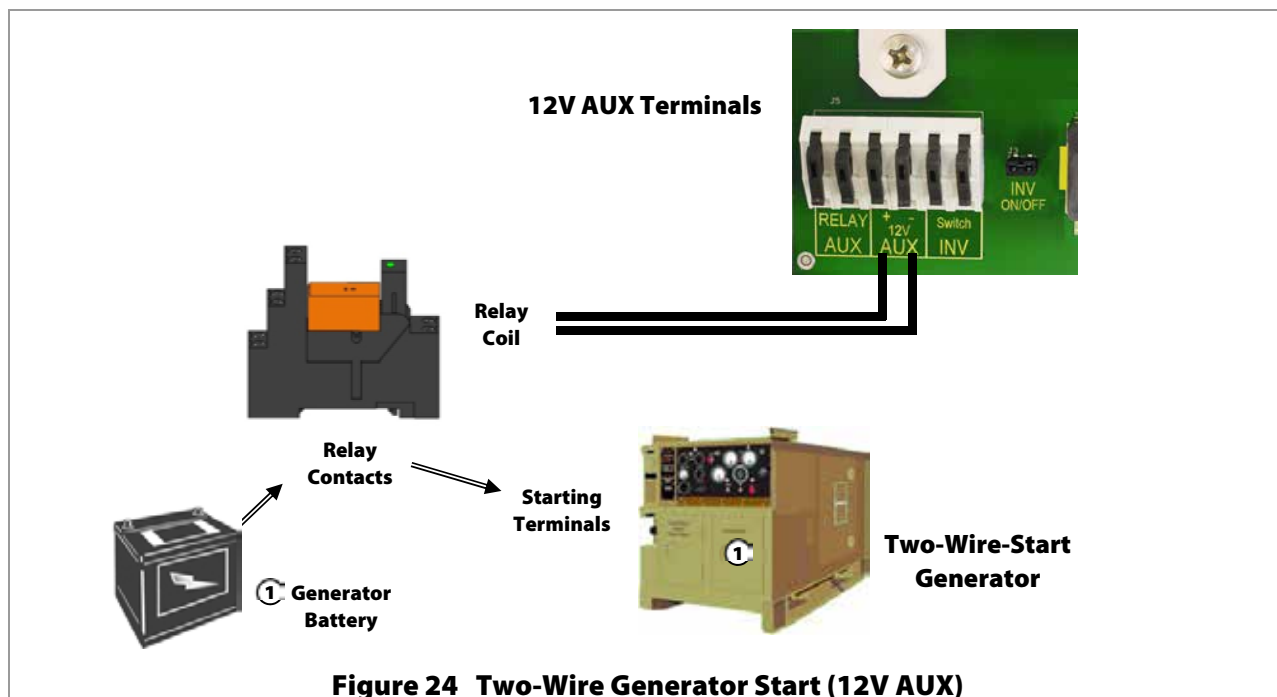 12V AUX Terminals
J5
RELAY
AUX
+ -
12V
AUX
Switch
INV
J3
INV
ON/OFF
Relay
Coil
Relay
Contacts
Starting
Terminals
1
Two-Wire-Start
Generator
1 Generator
Battery
Figure 24 Two-Wire Generator Start (12V AUX)